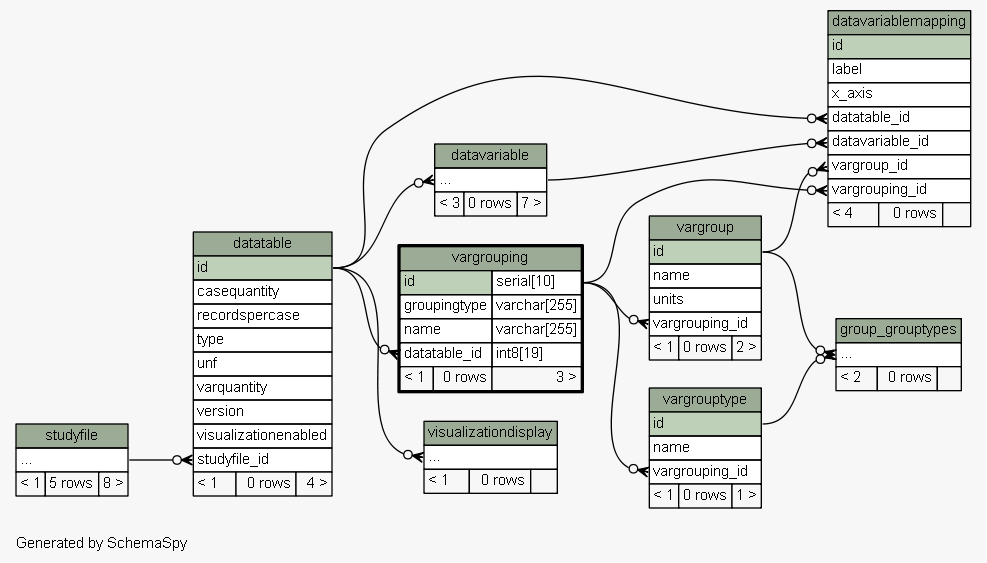 datavariablemapping
id
label
x_axis
datatable_id
datavariable_id
vargroup_id
vargrouping_id
< 4 0 rows
datavariable
...
< 3 0 rows 7 >
datatable
id
casequantity
recordspercase
type
unf
varquantity
version
visualizationenabled
studyfile_id
< 1 0 rows 4 >
vargrouping
id serial[10]
groupingtype varchar[255]
name varchar[255]
datatable_id int8[19]
< 1 0 rows 3 >
vargroup
id
name
units
vargrouping_id
< 1 0 rows 2 >
group_grouptypes
...
< 2 0 rows
vargrouptype
id
name
vargrouping_id
< 1 0 rows 1 >
studyfile
...
< 1 5 rows 8 >
visualizationdisplay
...
< 1 0 rows
Generated by SchemaSpy